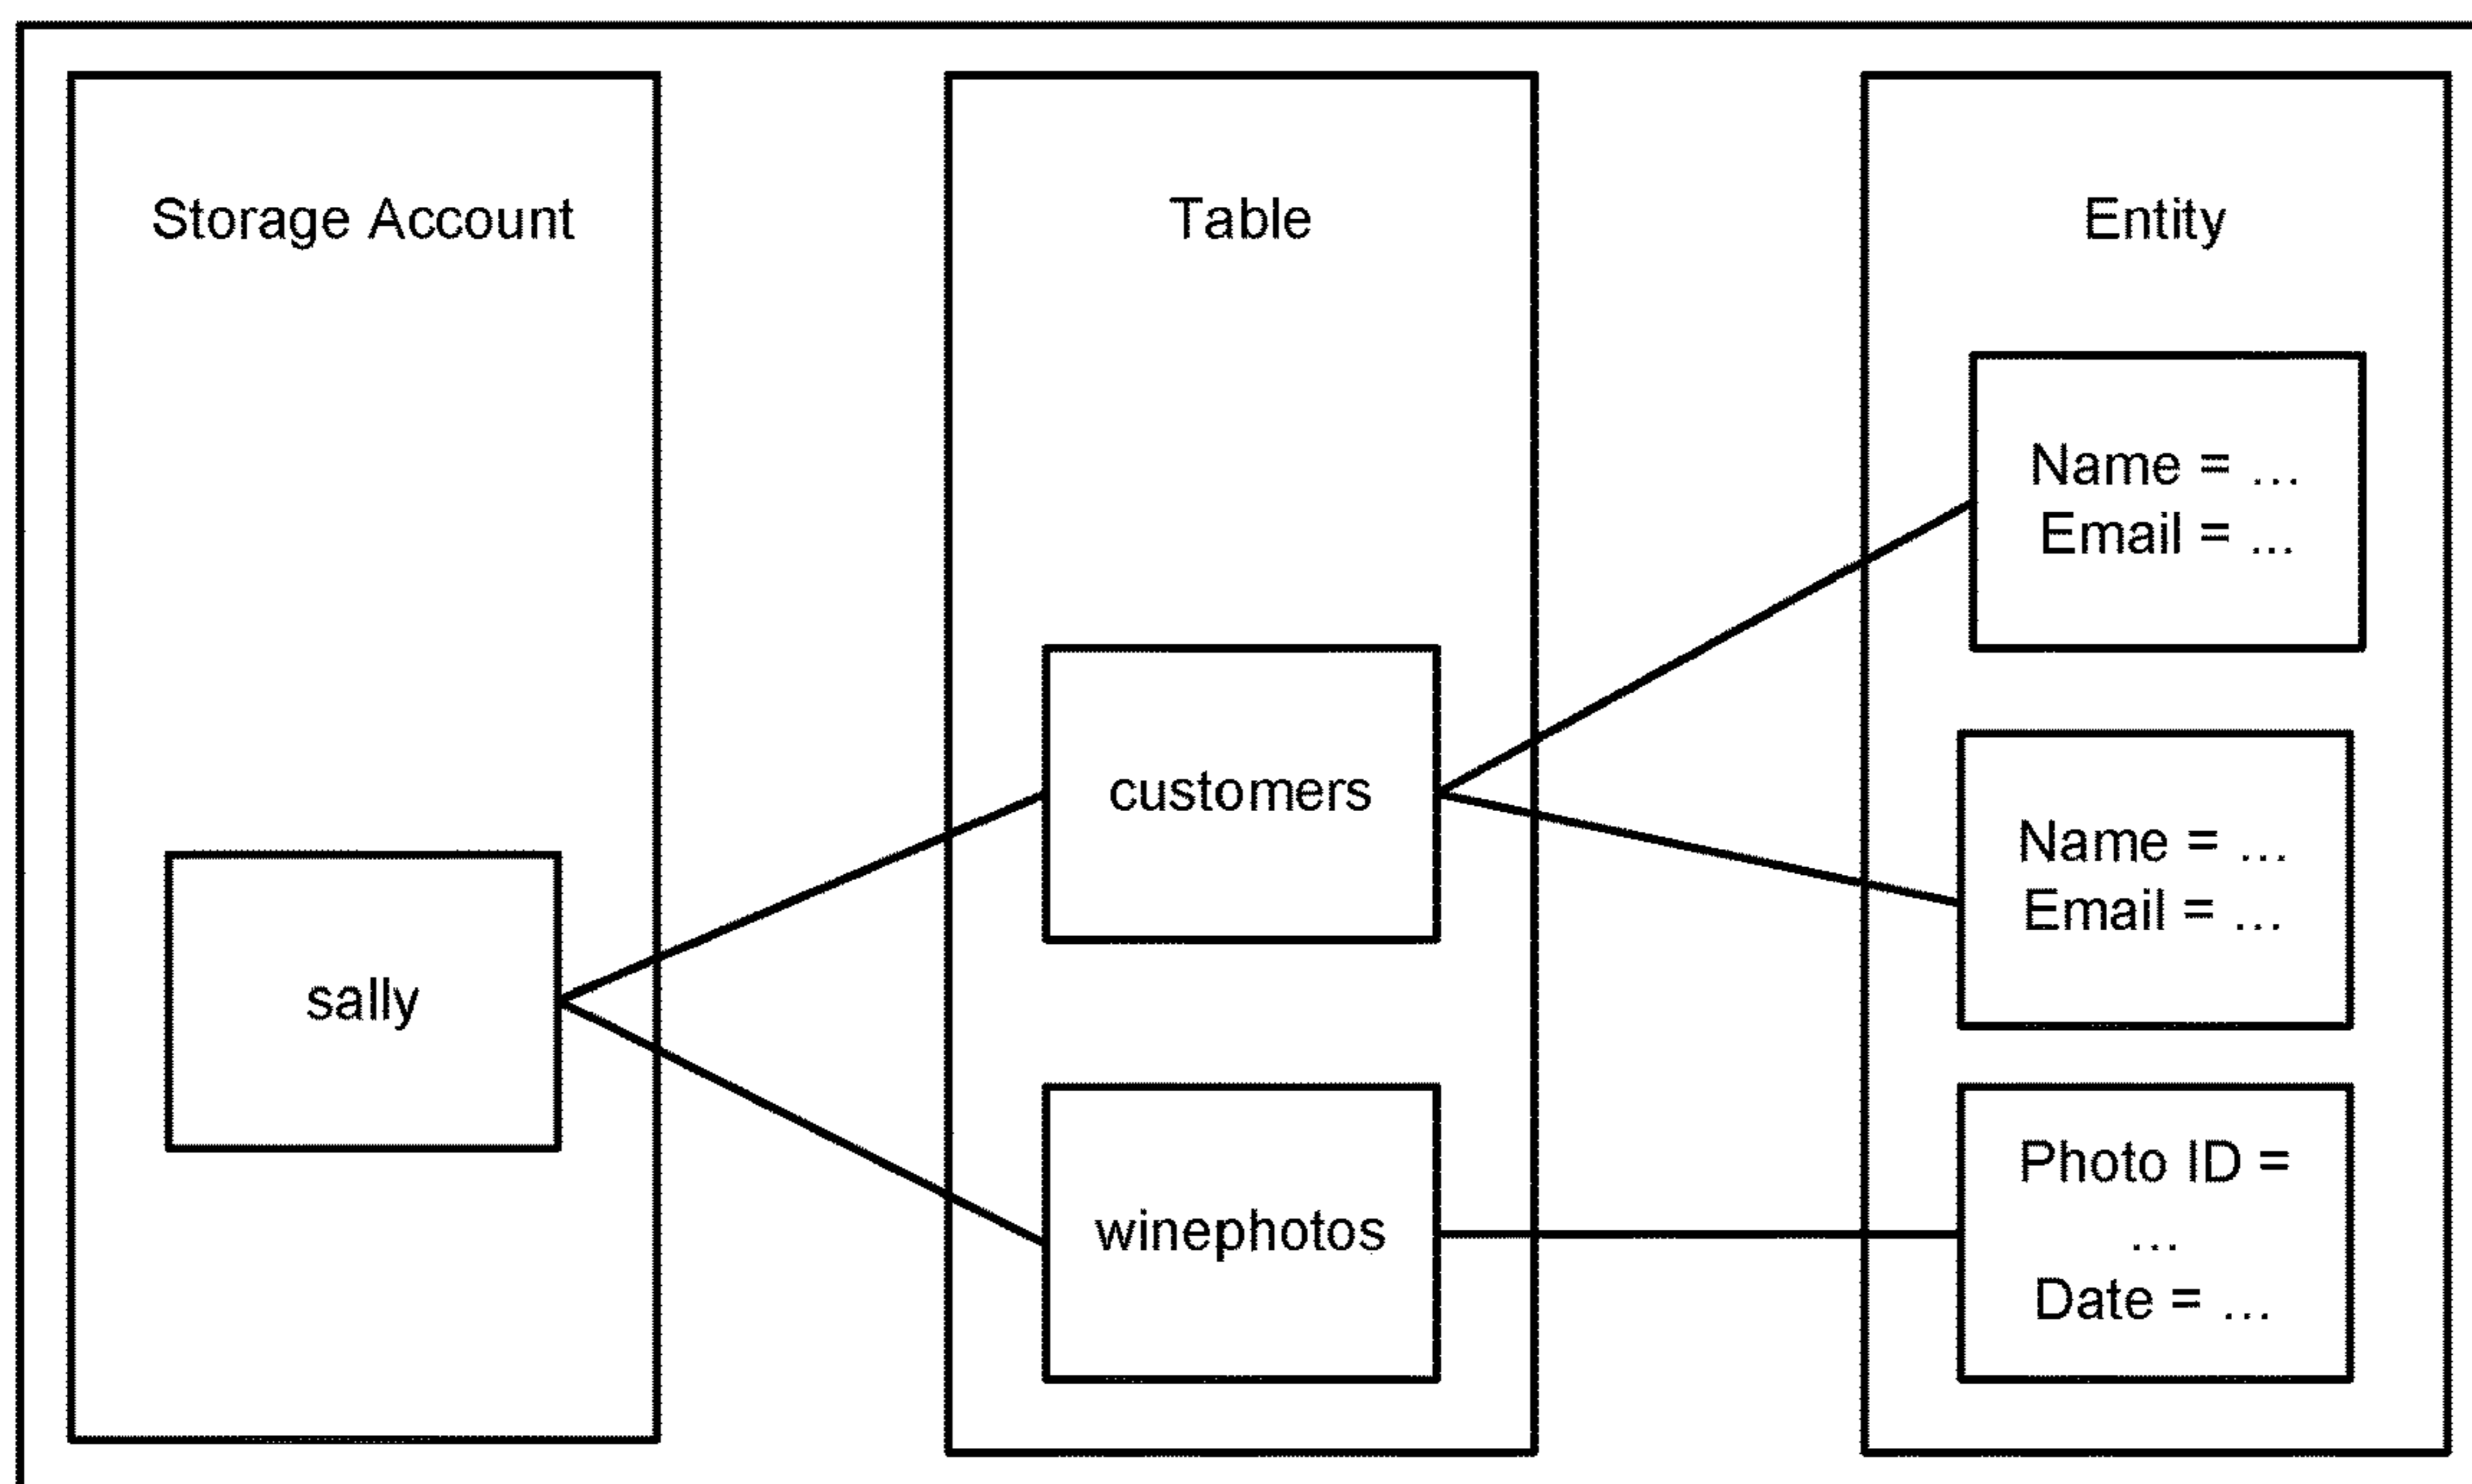 Storage Account
Table
Entity
Name = ...
Email = ...
customers
Name = ...
Email = ...
sally
winephotos
Photo ID =
...
Date = ...